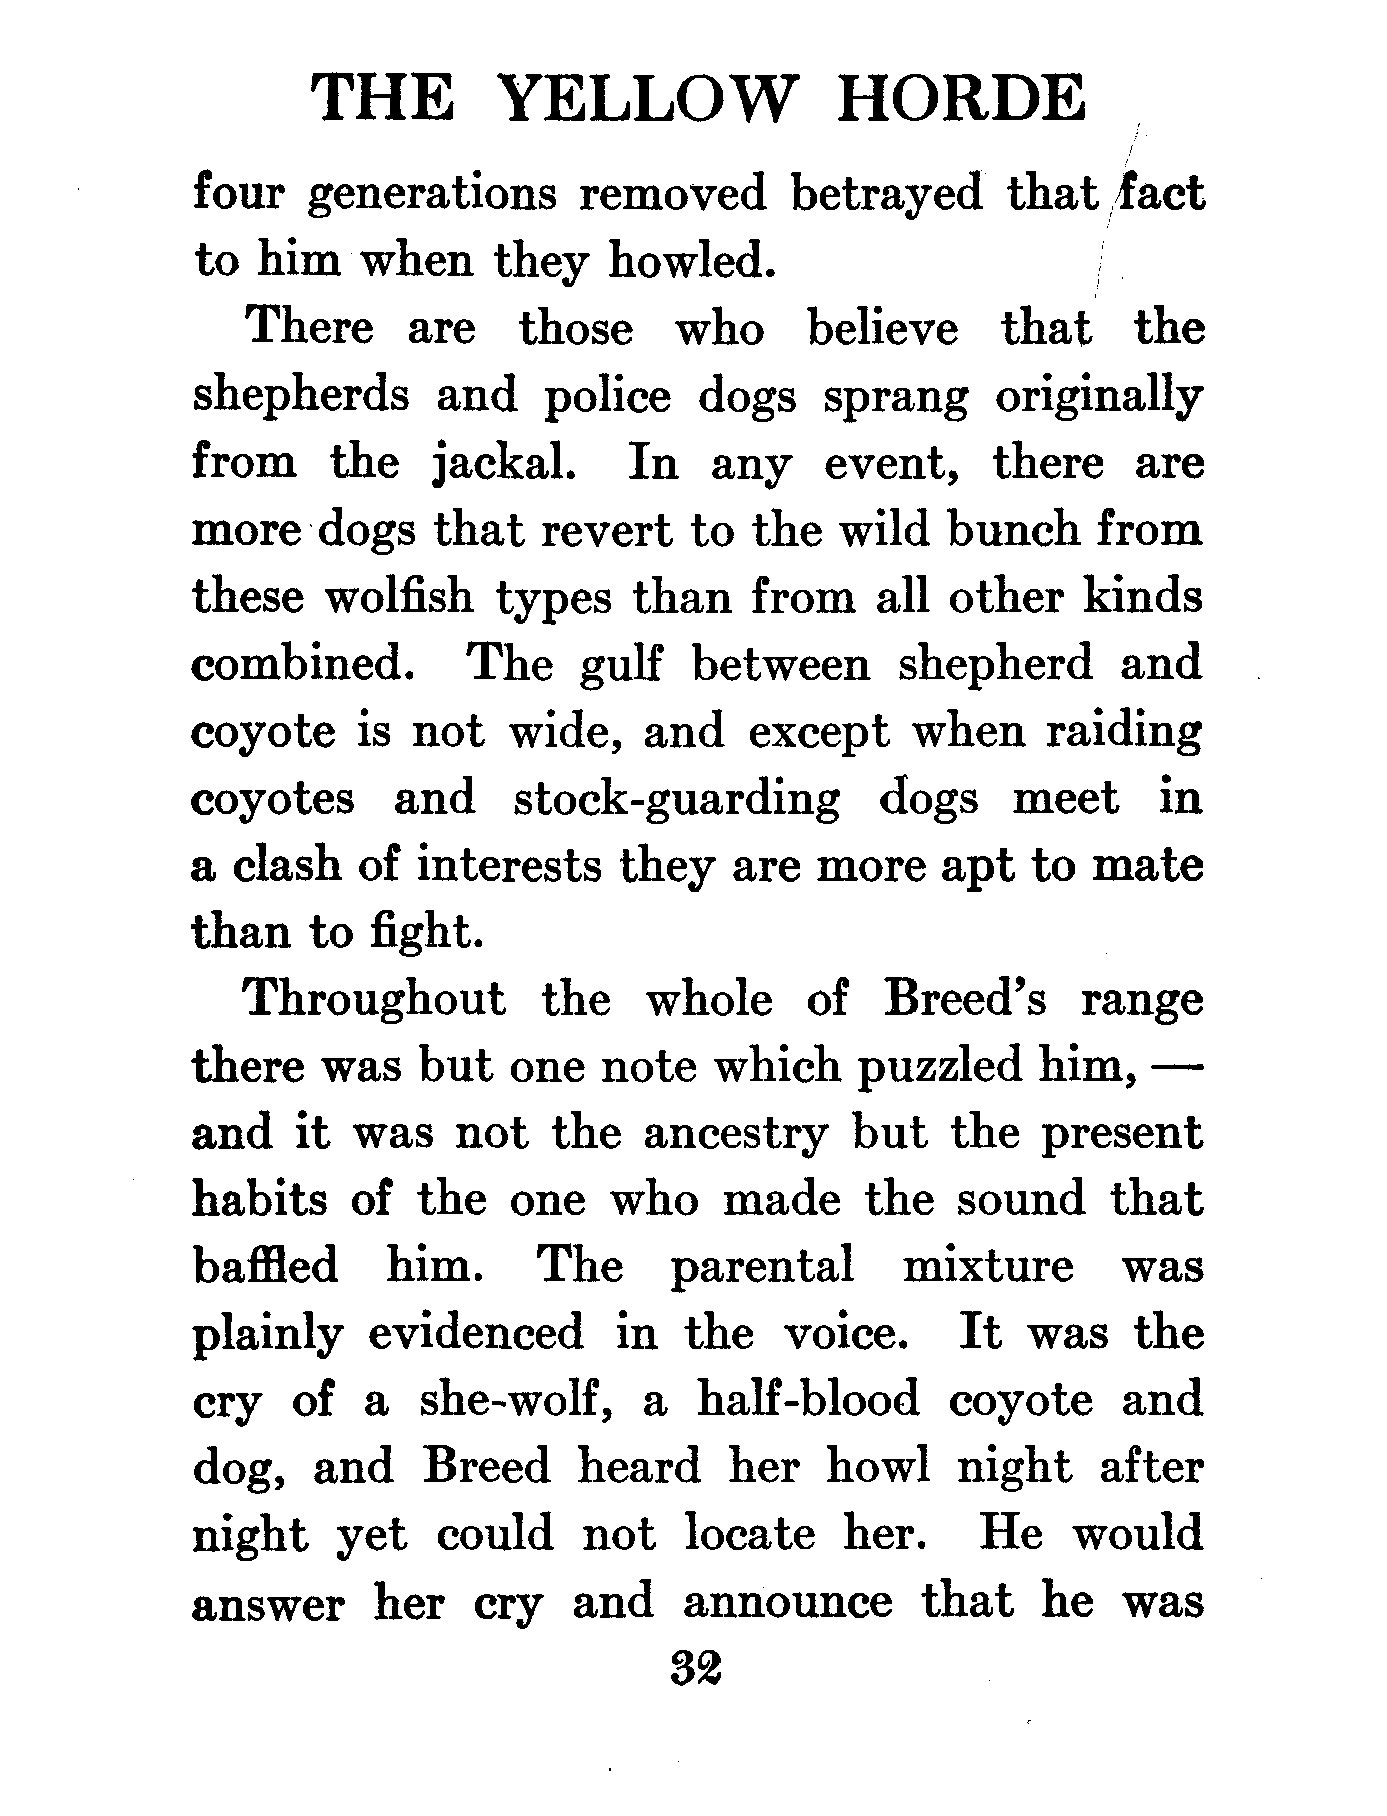 THE YELLOW HORDE
four generations removed betrayed that fact
to him when they howled.
There are those who believe that the
shepherds and police dogs sprang originally
from the jackal. In any event, there are
more dogs that revert to the wild bunch from
these wolfish types than from all other kinds
combined. The gulf between shepherd and
coyote is not wide, and except when raiding
coyotes and stock-guarding dogs meet in
a clash of interests they are more apt to mate
than to fight.
Throughout the whole of Breed's range
there was but one note which puzzled him, —
and it was not the ancestry but the present
habits of the one who made the sound that
baffled him. The parental mixture was
plainly evidenced in the voice. It was the
cry of a she-wolf, a half-blood coyote and
dog, and Breed heard her howl night after
night yet could not locate her. He would
answer her cry and announce that he was
32